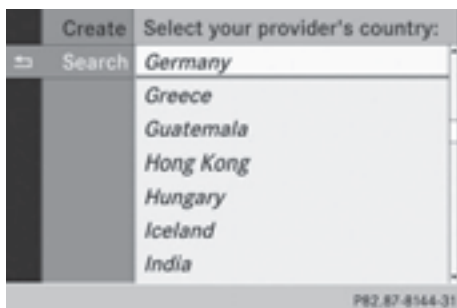 Create
Select your provider's country:
Search
Germany
Greece
Guatemala
Hong Kong
Hungary
Iceland
India
P82.87-8144-31